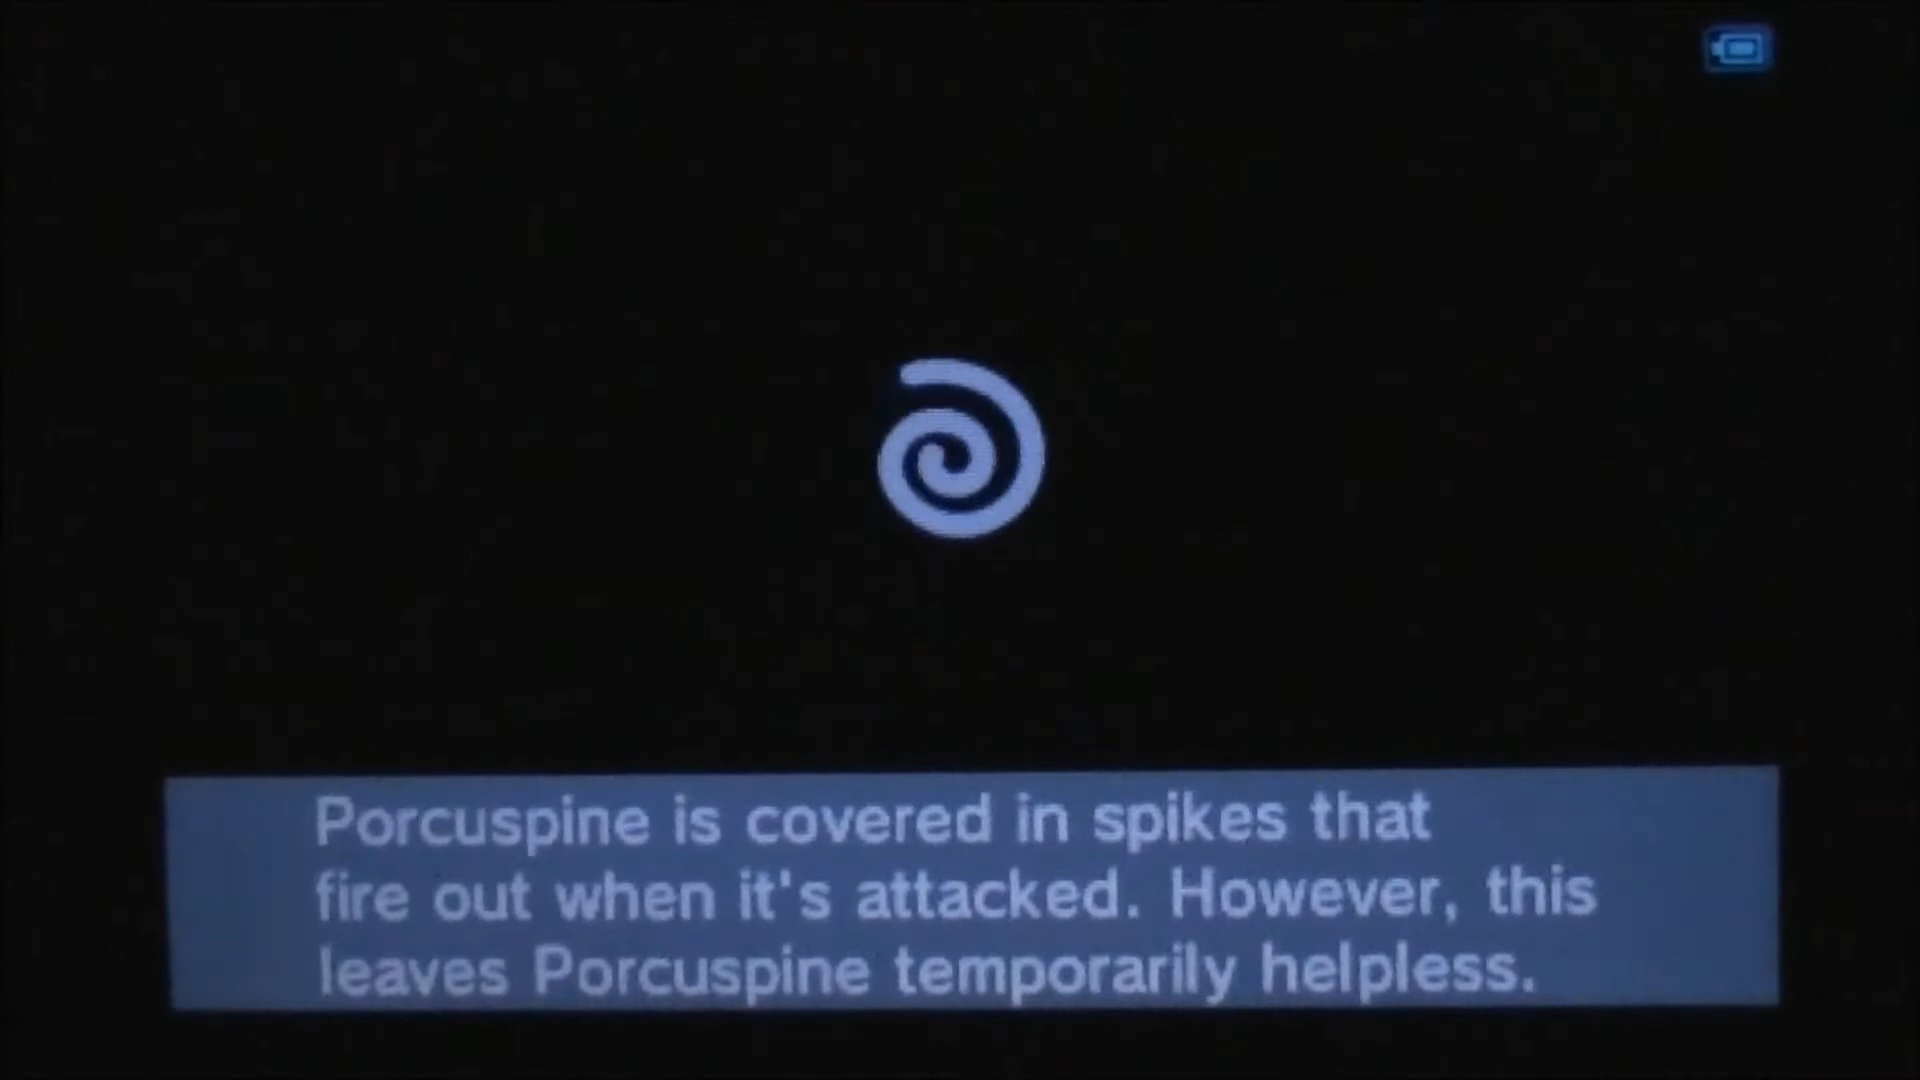 Porcuspine is covered in spikes that
fire out when it's attacked. However, this
leaves Porcuspine temporarily helpless.